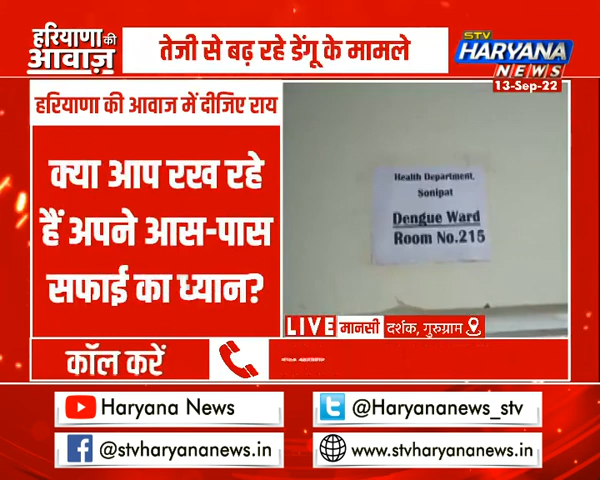 हरियाणा की
आवाज़
तेजी से बढ़ रहे डेंगू के मामले
STV
HARYANA
NEWS
13-Sep-22
हरियाणा की आवाज में दीजिए राय
क्या आप रख रहे
हैं अपने आस-पास
सफाई का ध्यान?
Health Department,
Sonipat
Dengue Ward
Room No.215
LIVE मानसी दर्शक, गुरुग्राम
कॉल करें
Haryana News
@Haryananews_stv
@stvharyananews.in
www.stvharyananews.in